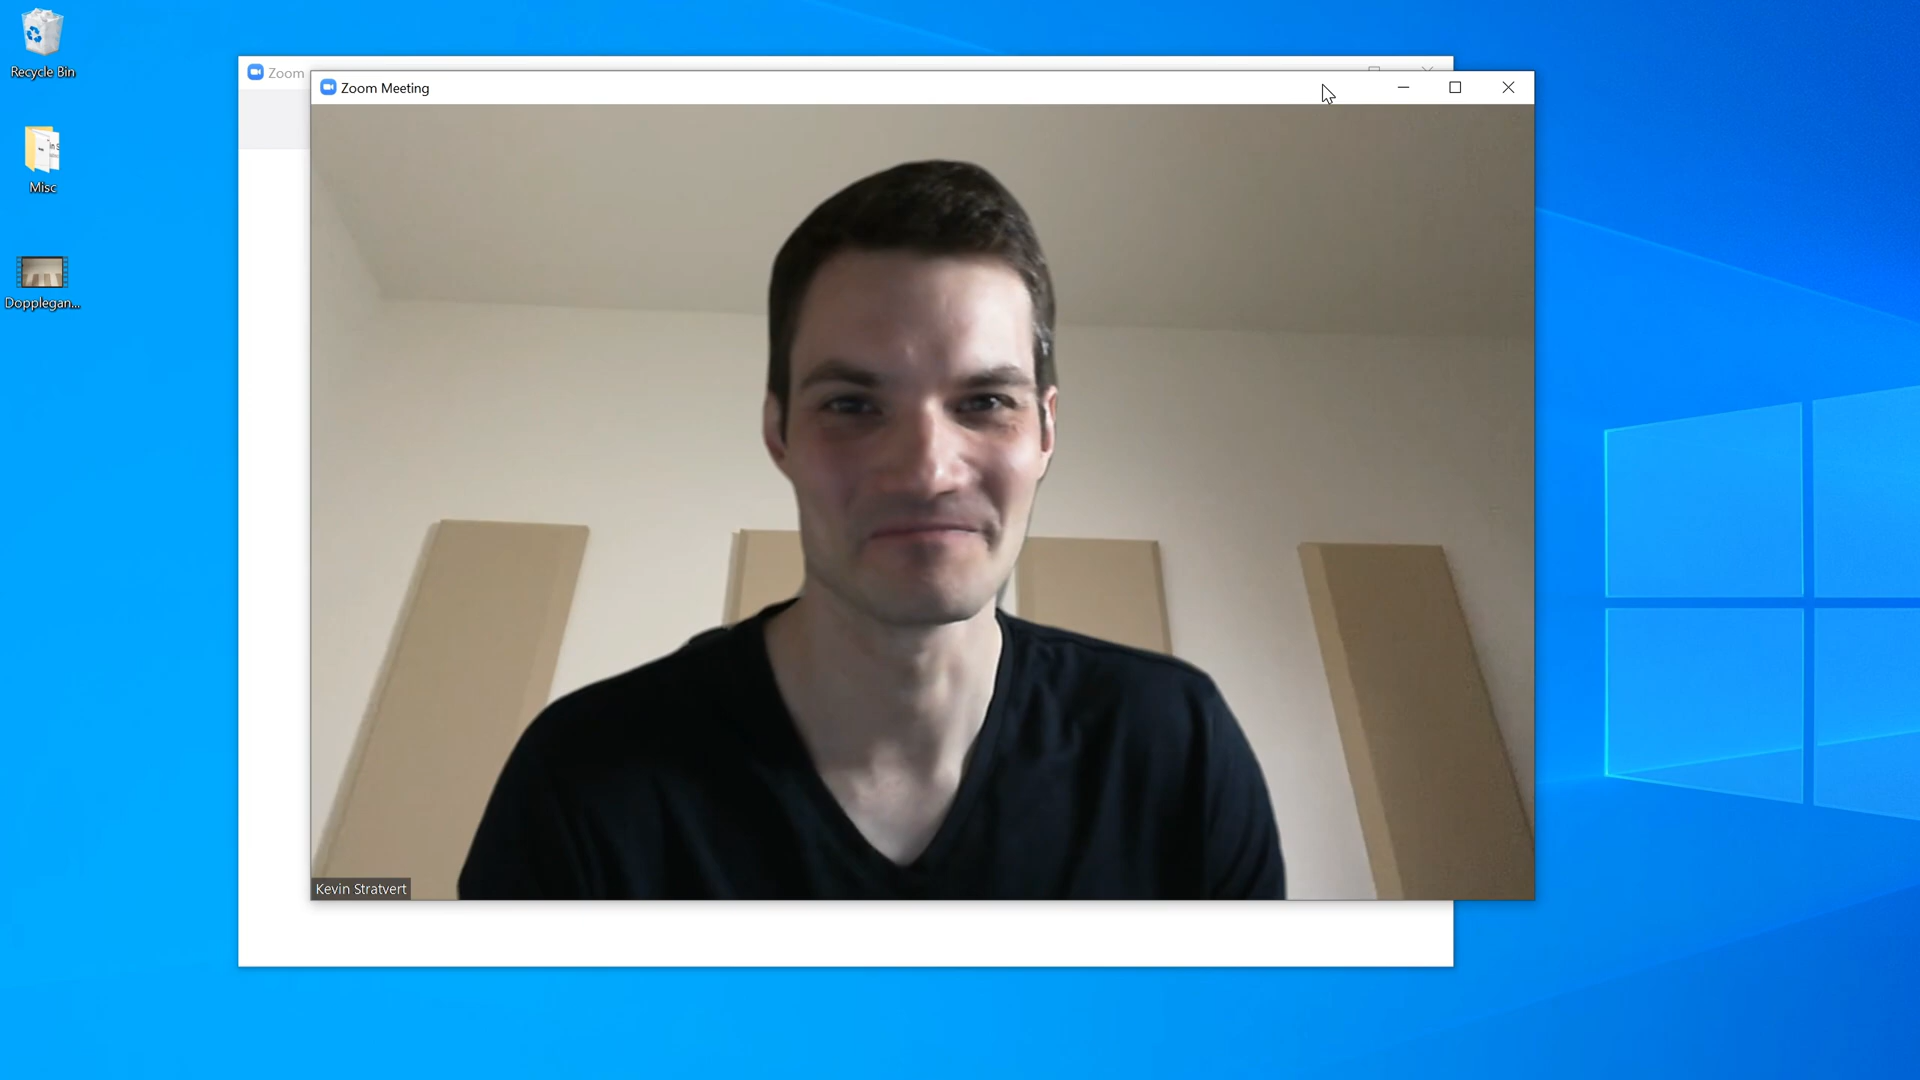 Recycle Bin
Misc
Dopplegan...
Zoom
Zoom Meeting
Kevin Stratvert